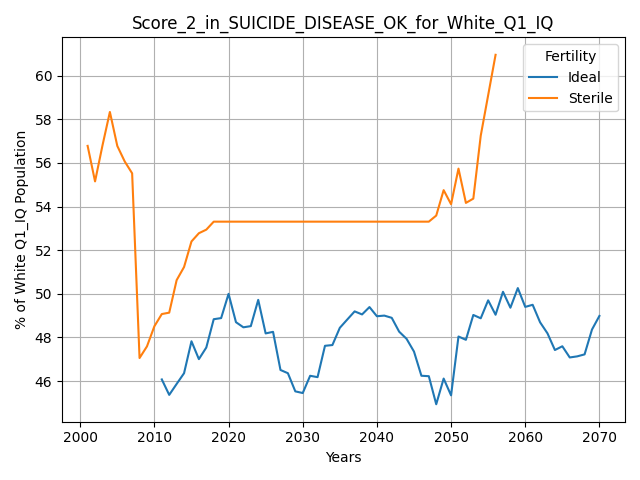 Score_2_in_SUICIDE_DISEASE_OK_for_White_Q1_IQ
% of White Q1_IQ Population
60
58
56
54
52
50
48
46
Fertility
Ideal
Sterile
2000 2010 2020 2030 2040 2050 2060 2070
Years